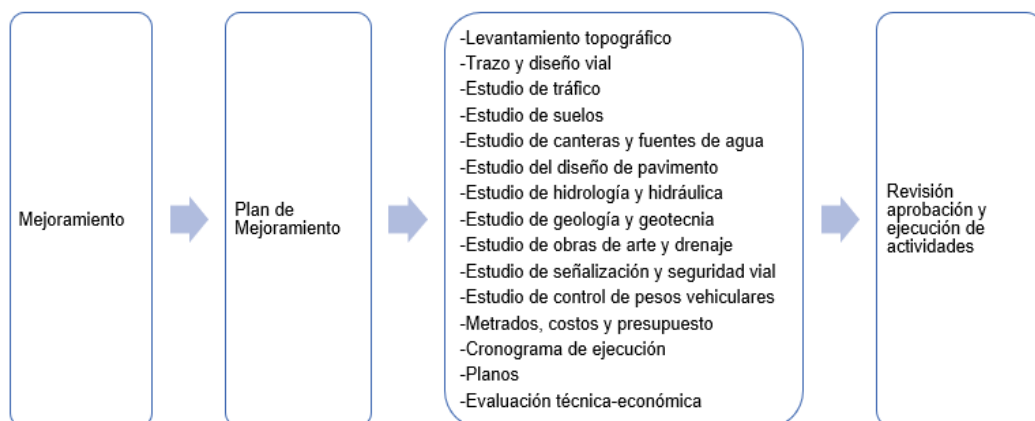 Mejoramiento
Plan de
Mejoramiento
-Levantamiento topográfico
-Trazo y diseño vial
-Estudio de tráfico
-Estudio de suelos
-Estudio de canteras y fuentes de agua
-Estudio del diseño de pavimento
-Estudio de hidrología y hidráulica
-Estudio de geología y geotecnia
-Estudio de obras de arte y drenaje
-Estudio de señalización y seguridad vial
-Estudio de control de pesos vehiculares
-Metrados, costos y presupuesto
-Cronograma de ejecución
-Planos
-Evaluación técnica-económica
Revisión
aprobación y
ejecución de
actividades